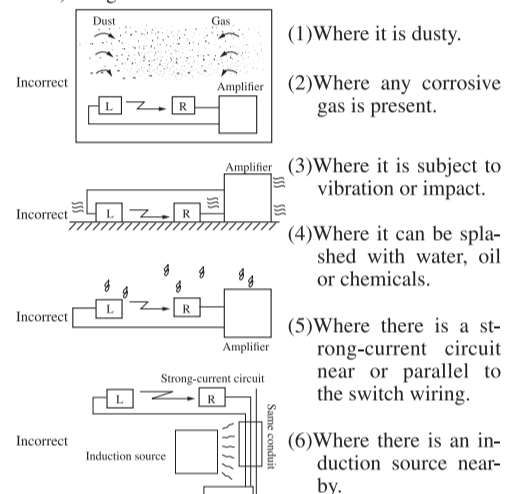 Dust
Gas
Incorrect
Amplifier
L
R
(1)Where it is dusty.
(2)Where any corrosive
gas is present.
Amplifier
Incorrect
L
R
(3)Where it is subject to
vibration or impact.
(4)Where it can be spla-
shed with water, oil
or chemicals.
Incorrect
L
R
Amplifier
(5)Where there is a st-
rong-current circuit
near or parallel to
the switch wiring.
Strong-current circuit
L
R
Same conduit
Incorrect
Induction source
(6)Where there is an in-
duction source near-
by.